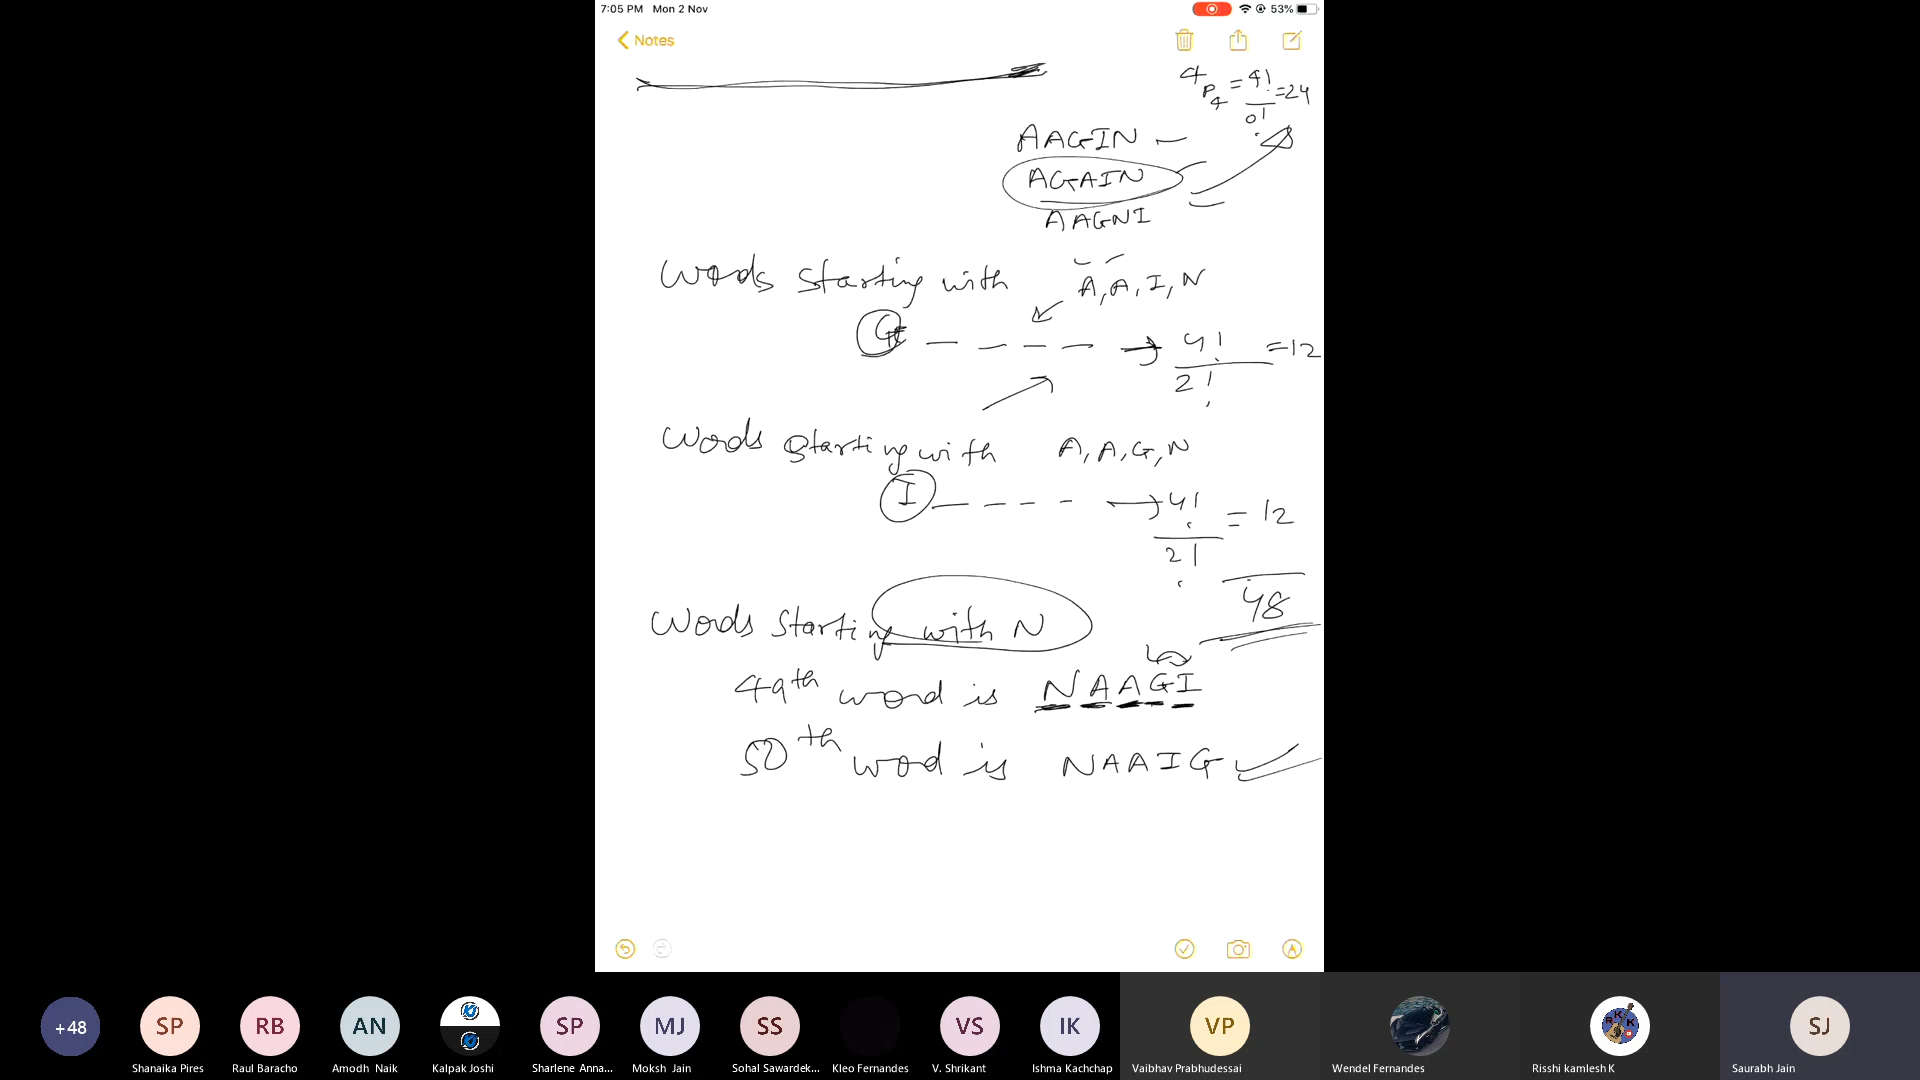 7:05 PM Mon 2 Nov 53%
Notes
4P4 = 4!/0! = 24
AAGIN
AGAIN
AAGNI
Words starting with A, A, I, N
G _ _ _ _ → 4!/2! = 12
Words starting with A, A, G, N
I _ _ _ _ → 4!/2! = 12
48
Words starting with N
49th word is NAAGI
50th word is NAAIG
+48 SP RB AN SP MJ SS VS IK VP SJ
Shanaika Pires Raul Baracho Amodh Naik Kalpak Joshi Sharlene Anna... Moksh Jain Sohal Sawardek... Kleo Fernandes V. Shrikant Ishma Kachchap Vaibhav Prabhudessai Wendel Fernandes Risshi kamlesh K Saurabh Jain